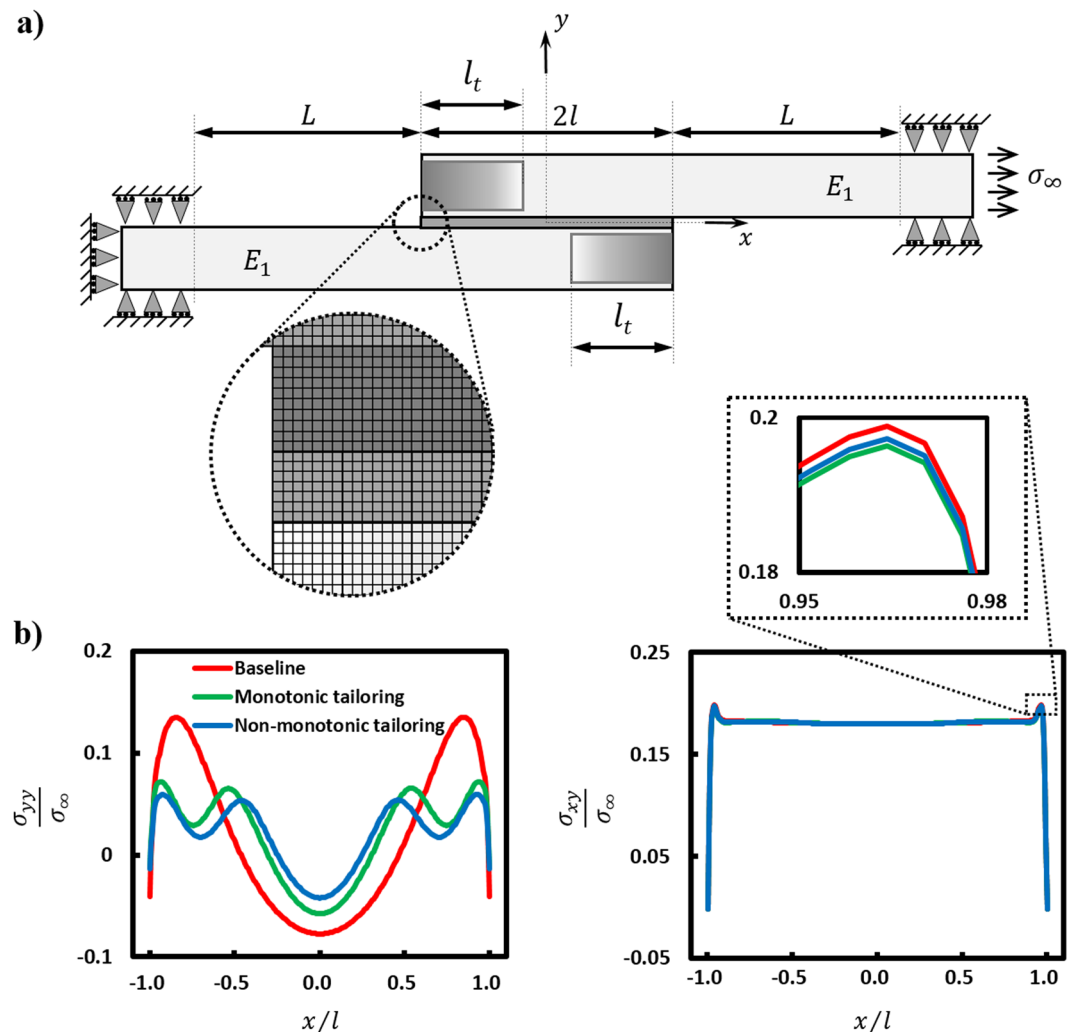 a)
y
l_t
L
2l
L
E_1
σ_∞
x
E_1
l_t
0.2
0.18
0.95
0.98
b)
0.2
0.1
0
-0.1
σ_yy
σ_∞
Baseline
Monotonic tailoring
Non-monotonic tailoring
-1.0
-0.5
0.0
0.5
1.0
x/l
0.25
0.15
0.05
-0.05
σ_xy
σ_∞
-1.0
-0.5
0.0
0.5
1.0
x/l